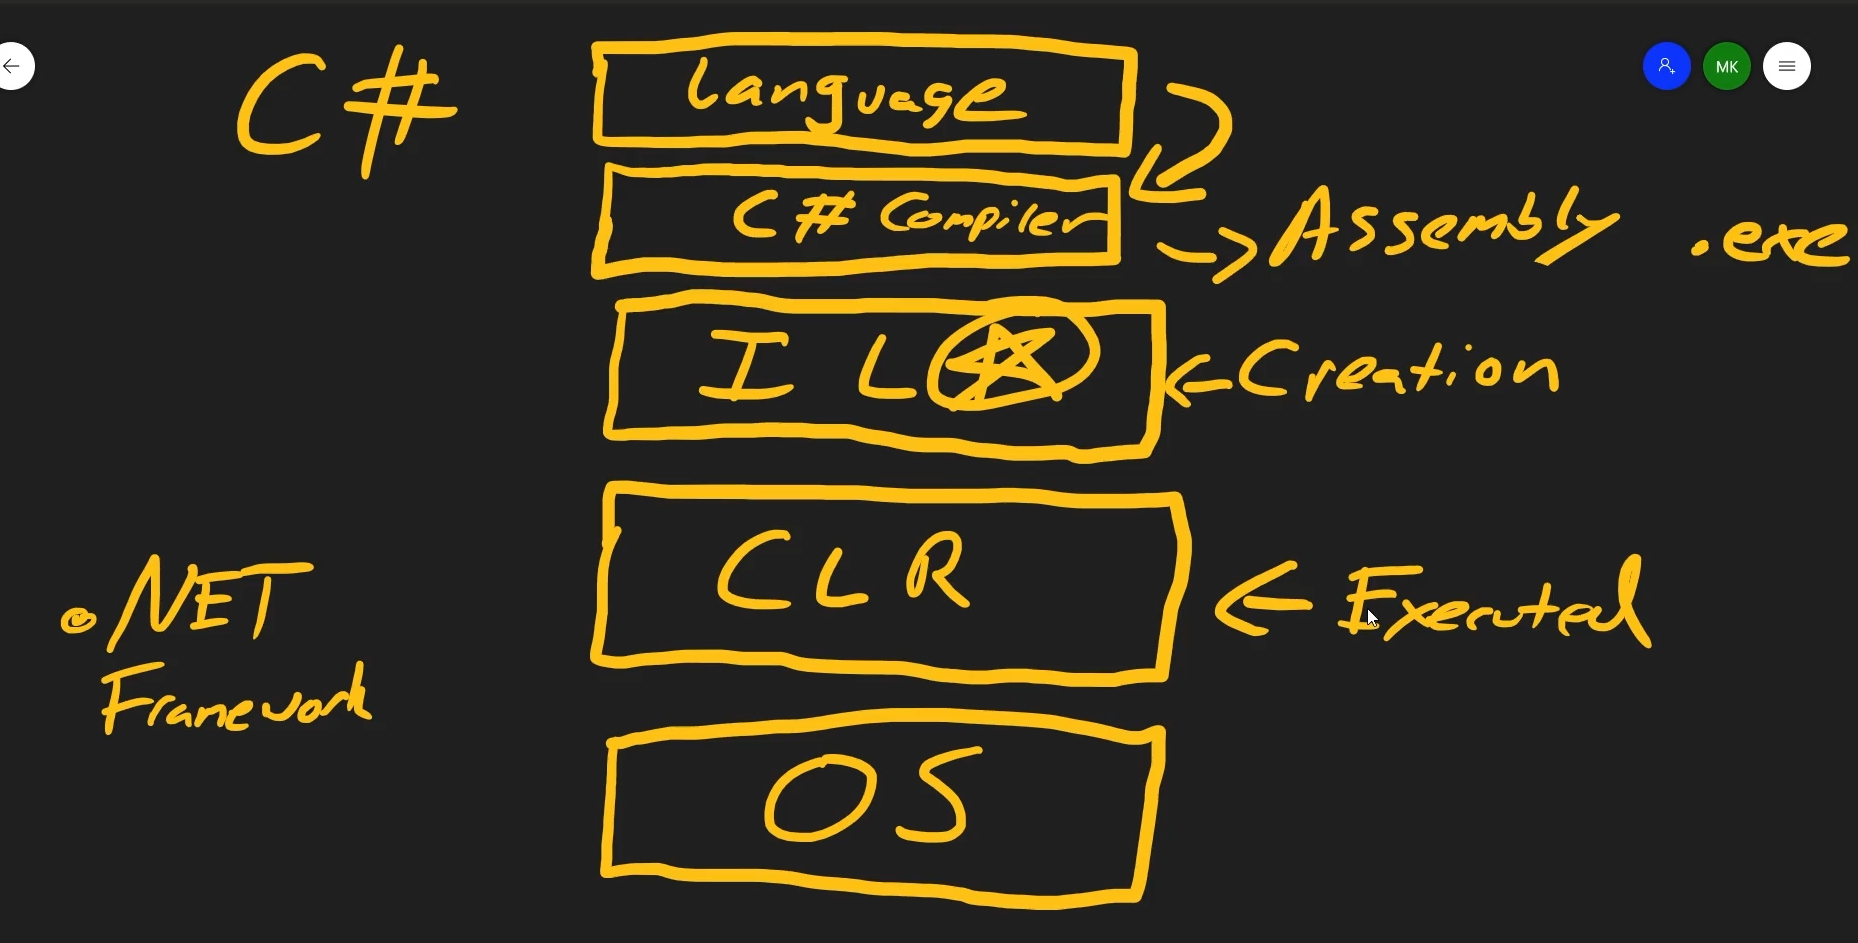 C# Language
MK
C# Compiler -> Assembly .exe
I L <- Creation
CLR <- Executed
.NET
Framework
OS